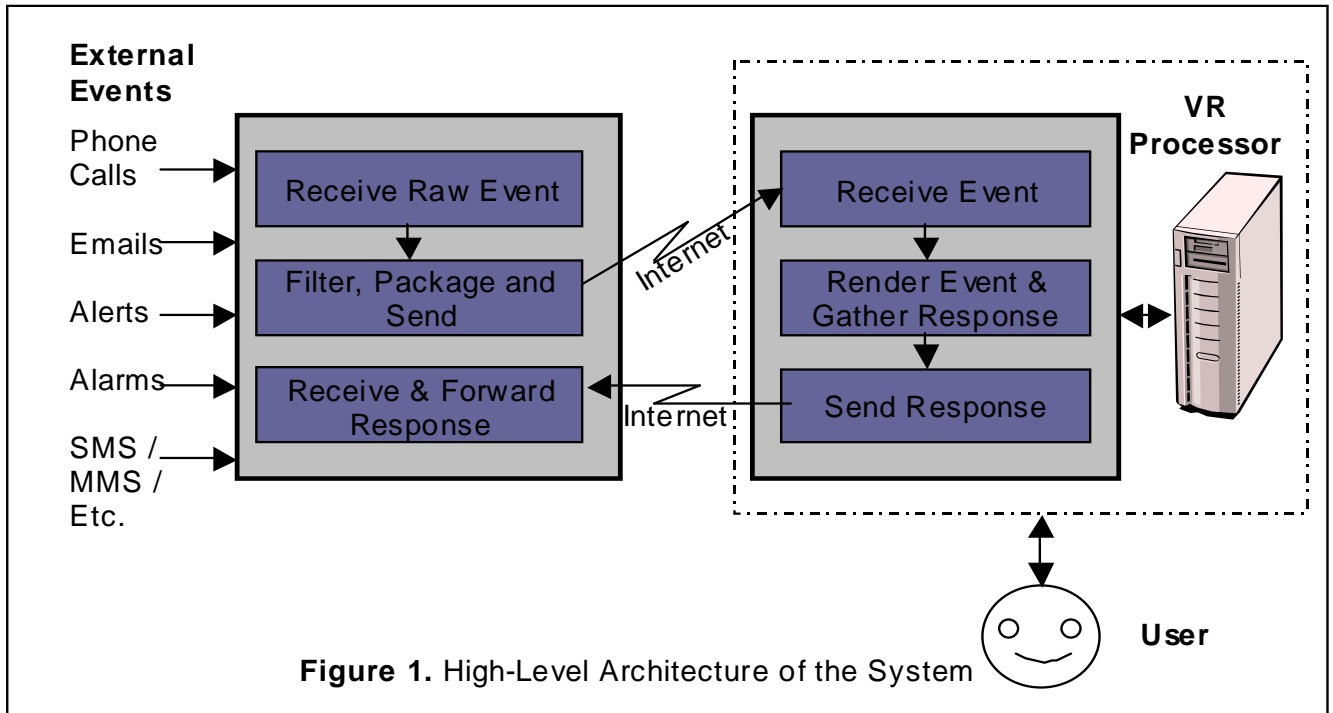 External
Events
Phone
Calls
Emails
Alerts
Alarms
SMS /
MMS /
Etc.
Receive Raw Event
Filter, Package and
Send
Receive & Forward
Response
Internet
Internet
Receive Event
Render Event &
Gather Response
Send Response
VR
Processor
User
Figure 1. High-Level Architecture of the System